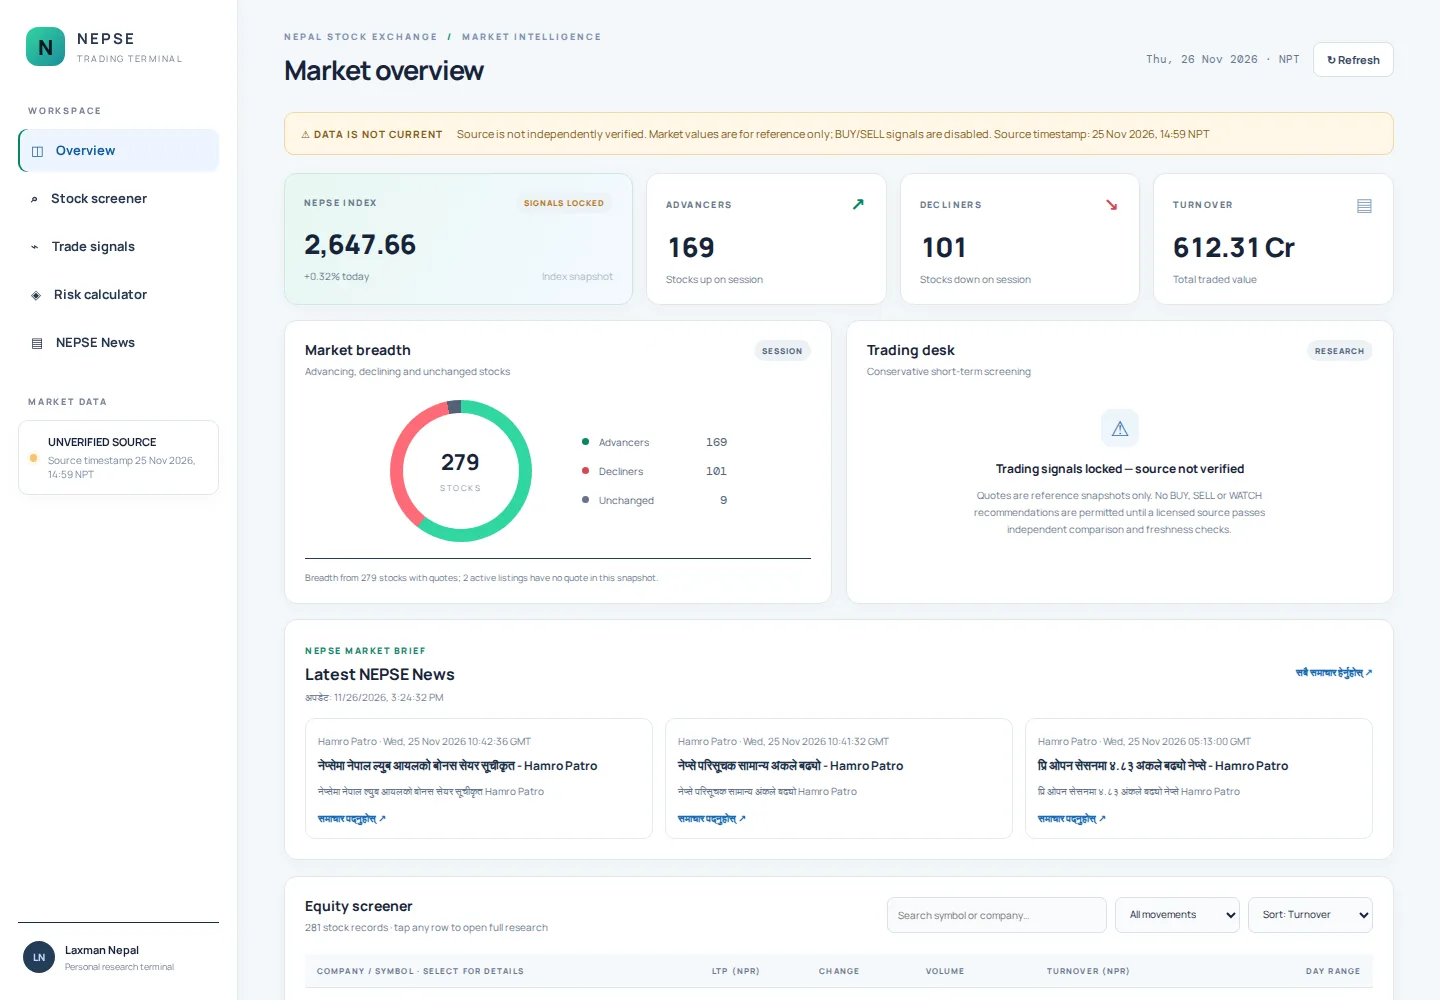 N
NEPSE
TRADING TERMINAL
WORKSPACE
Overview
Stock screener
Trade signals
Risk calculator
NEPSE News
MARKET DATA
UNVERIFIED SOURCE
Source timestamp 25 Nov 2026,
14:59 NPT
LN
Laxman Nepal
Personal research terminal
NEPAL STOCK EXCHANGE / MARKET INTELLIGENCE
Market overview
Thu, 26 Nov 2026 · NPT
↻ Refresh
⚠ DATA IS NOT CURRENT Source is not independently verified. Market values are for reference only; BUY/SELL signals are disabled. Source timestamp: 25 Nov 2026, 14:59 NPT
NEPSE INDEX
SIGNALS LOCKED
2,647.66
+0.32% today
Index snapshot
ADVANCERS ↗
169
Stocks up on session
DECLINERS ↘
101
Stocks down on session
TURNOVER
612.31 Cr
Total traded value
Market breadth
SESSION
Advancing, declining and unchanged stocks
279
STOCKS
Advancers 169
Decliners 101
Unchanged 9
Breadth from 279 stocks with quotes; 2 active listings have no quote in this snapshot.
Trading desk
RESEARCH
Conservative short-term screening
⚠
Trading signals locked — source not verified
Quotes are reference snapshots only. No BUY, SELL or WATCH
recommendations are permitted until a licensed source passes
independent comparison and freshness checks.
NEPSE MARKET BRIEF
Latest NEPSE News
सबै समाचार हेर्नुहोस् ↗
अपडेट: 11/26/2026, 3:24:32 PM
Hamro Patro · Wed, 25 Nov 2026 10:42:36 GMT
नेप्सेमा नेपाल ल्युब आयलको बोनस सेयर सूचीकृत - Hamro Patro
नेप्सेमा नेपाल ल्युब आयलको बोनस सेयर सूचीकृत Hamro Patro
समाचार पढ्नुहोस् ↗
Hamro Patro · Wed, 25 Nov 2026 10:41:32 GMT
नेप्से परिसूचक सामान्य अंकले बढ्यो - Hamro Patro
नेप्से परिसूचक सामान्य अंकले बढ्यो Hamro Patro
समाचार पढ्नुहोस् ↗
Hamro Patro · Wed, 25 Nov 2026 05:13:00 GMT
प्रि ओपन सेसनमा ४.८३ अंकले बढ्यो नेप्से - Hamro Patro
प्रि ओपन सेसनमा ४.८३ अंकले बढ्यो नेप्से Hamro Patro
समाचार पढ्नुहोस् ↗
Equity screener
281 stock records · tap any row to open full research
Search symbol or company...
All movements
Sort: Turnover
COMPANY / SYMBOL · SELECT FOR DETAILS LTP (NPR) CHANGE VOLUME TURNOVER (NPR) DAY RANGE